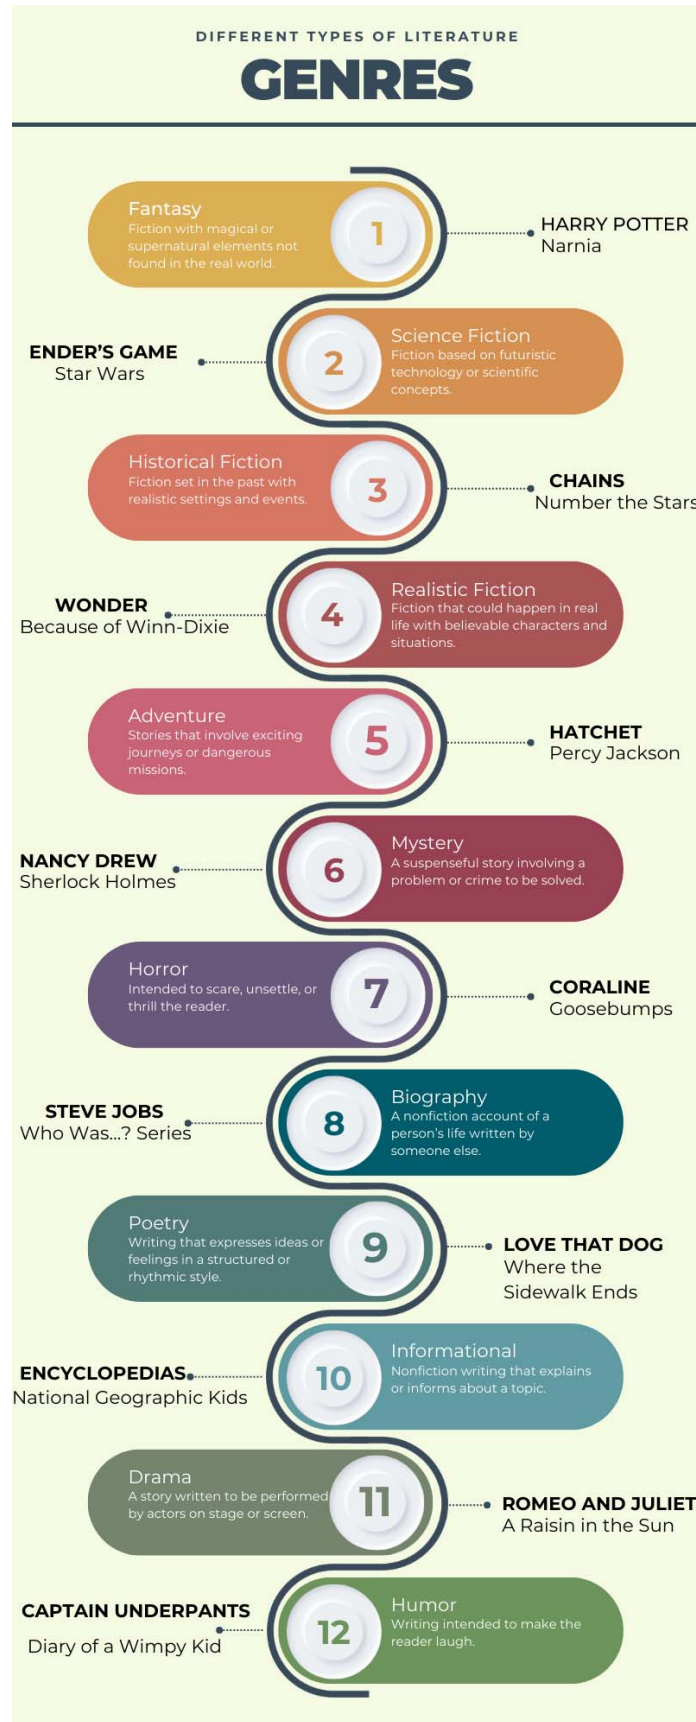 DIFFERENT TYPES OF LITERATURE
GENRES
Fantasy
Fiction with magical or
supernatural elements not
found in the real world.
1
HARRY POTTER
Narnia
ENDER'S GAME
Star Wars
2
Science Fiction
Fiction based on futuristic
technology or scientific
concepts.
Historical Fiction
Fiction set in the past with
realistic settings and events.
3
CHAINS
Number the Stars
WONDER
Because of Winn-Dixie
4
Realistic Fiction
Fiction that could happen in real
life with believable characters and
situations.
Adventure
Stories that involve exciting
journeys or dangerous
missions.
5
HATCHET
Percy Jackson
NANCY DREW
Sherlock Holmes
6
Mystery
A suspenseful story involving a
problem or crime to be solved.
Horror
Intended to scare, unsettle, or
thrill the reader.
7
CORALINE
Goosebumps
STEVE JOBS
Who Was...? Series
8
Biography
A nonfiction account of a
person's life written by
someone else.
Poetry
Writing that expresses ideas or
feelings in a structured or
rhythmic style.
9
LOVE THAT DOG
Where the
Sidewalk Ends
ENCYCLOPEDIAS
National Geographic Kids
10
Informational
Nonfiction writing that explains
or informs about a topic.
Drama
A story written to be performed
by actors on stage or screen.
11
ROMEO AND JULIET
A Raisin in the Sun
CAPTAIN UNDERPANTS
Diary of a Wimpy Kid
12
Humor
Writing intended to make the
reader laugh.